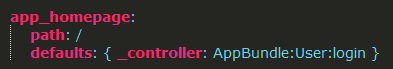 app_homepage:
    path: /
    defaults: { _controller: AppBundle:User:login }